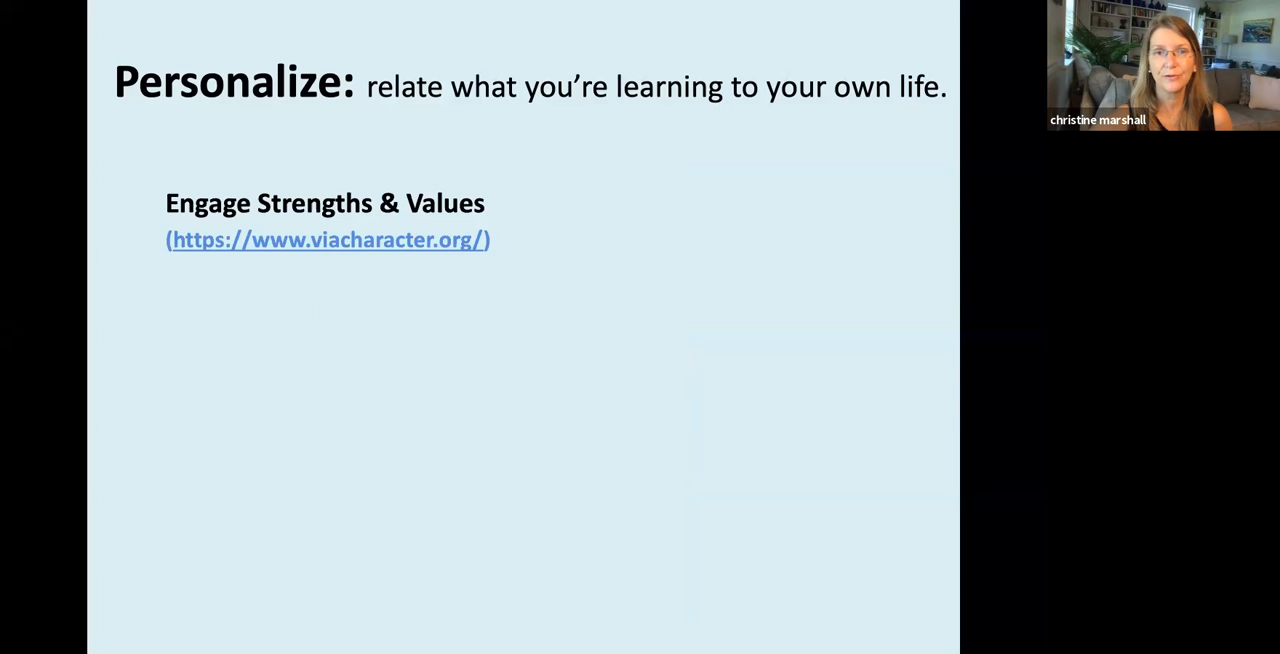 Personalize: relate what you’re learning to your own life.
Engage Strengths & Values
(https://www.viacharacter.org/)
christine marshall